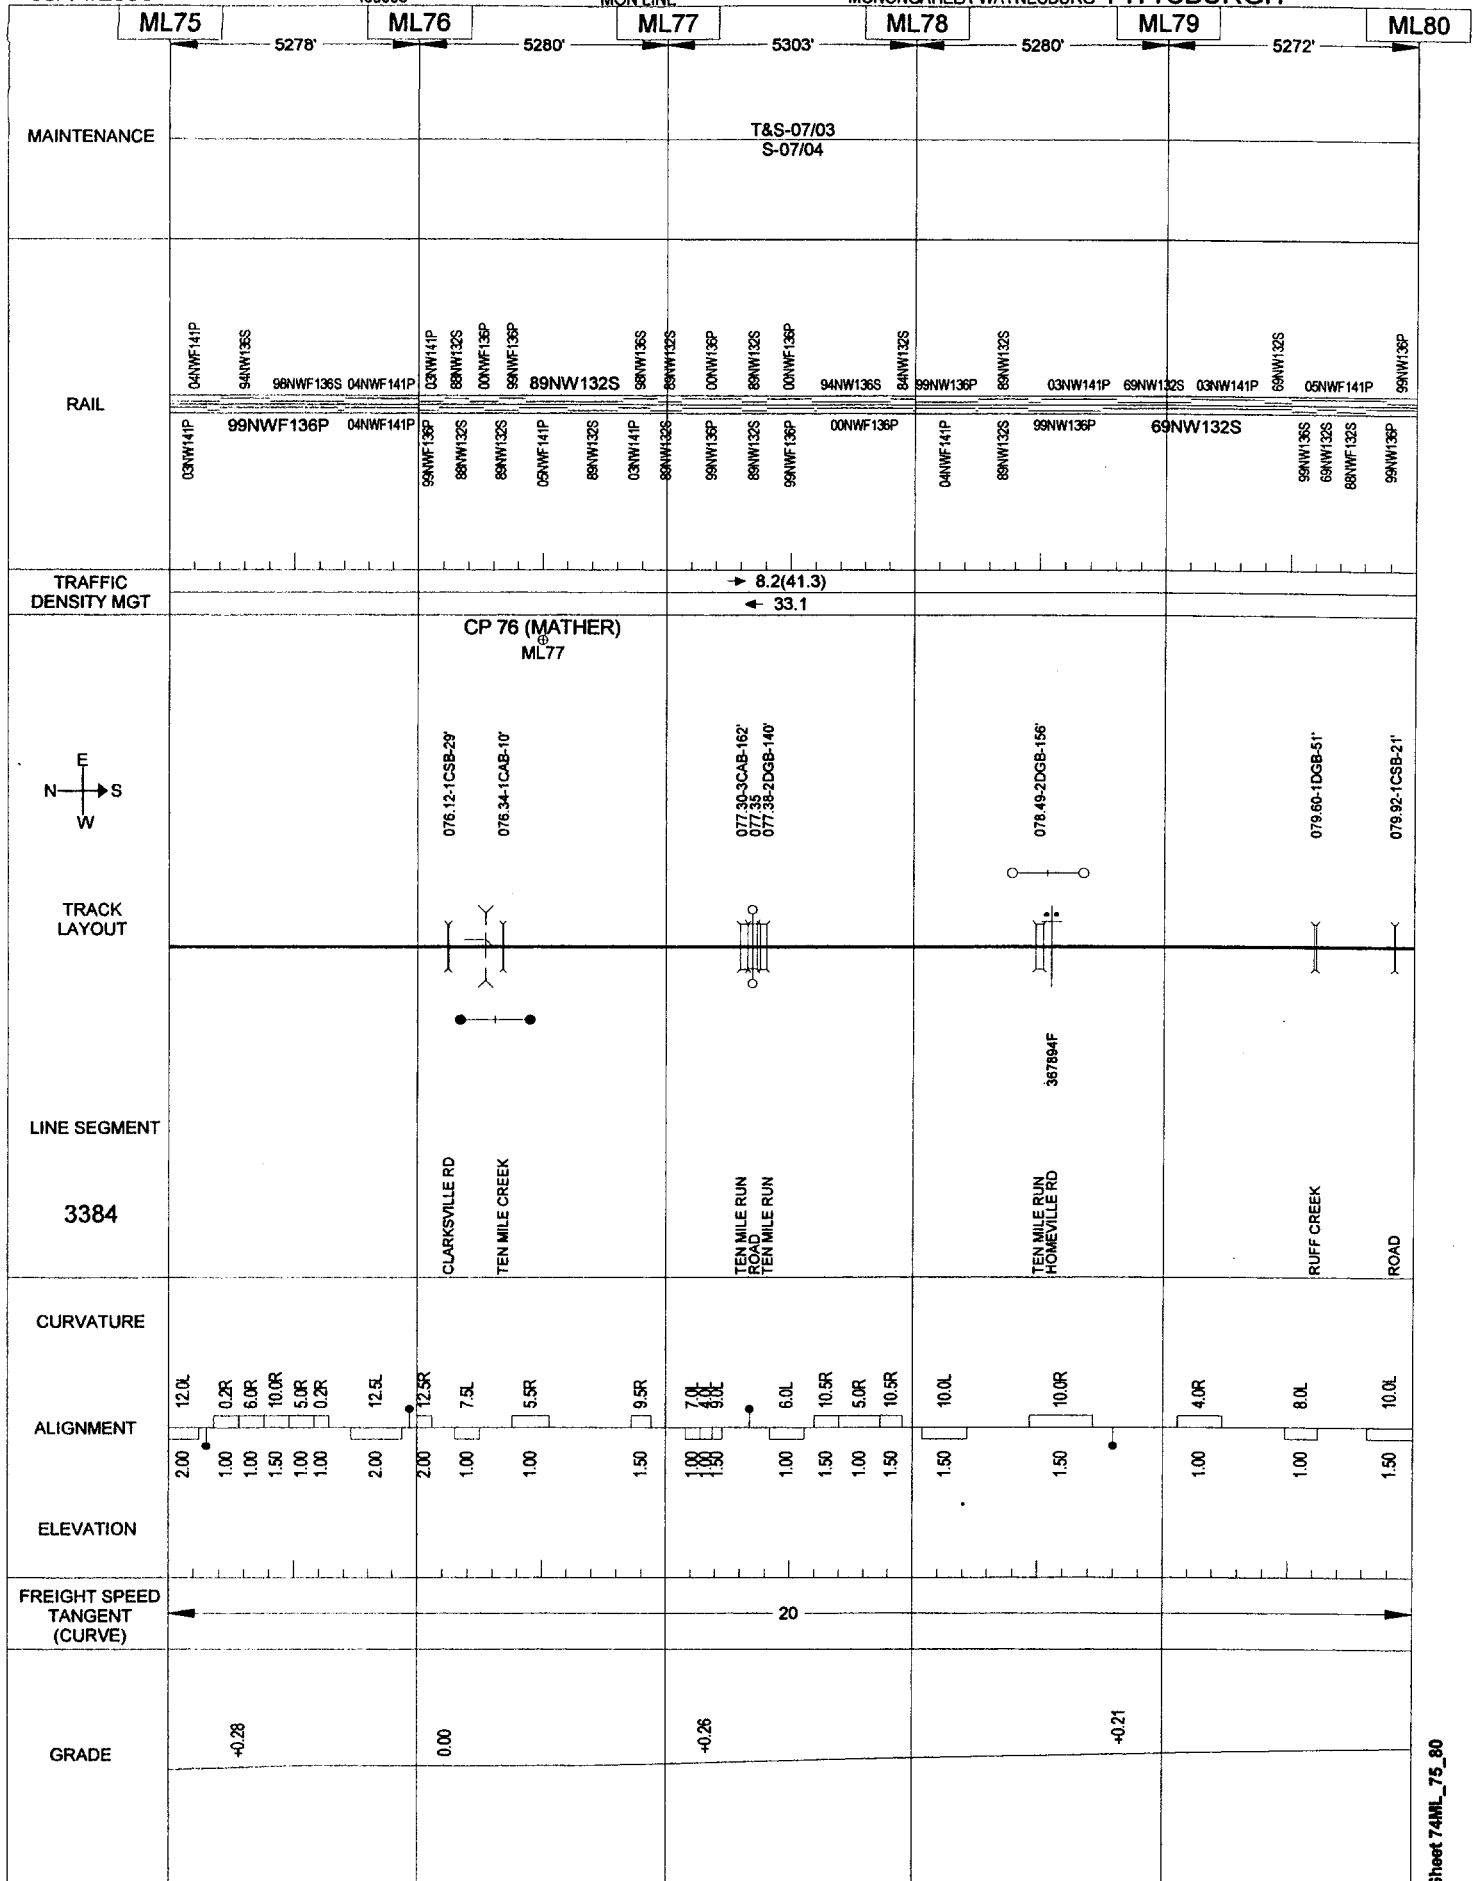 MON LINE
PITTSBURGH
ML75 ML76 ML77 ML78 ML79 ML80
5278' 5280' 5303' 5280' 5272'
MAINTENANCE
T&S-07/03
S-07/04
RAIL
04NWF141P 94NW136S 98NWF136S 04NWF141P 03NW141P 88NW132S 00NWF136P 99NWF136P 89NW132S 98NW136S 89NW132S 00NW136P 89NW132S 00NWF136P 94NW136S 84NW132S 99NW136P 89NW132S 03NW141P 69NW132S 03NW141P 69NW132S 05NWF141P 99NW136P
03NW141P 99NWF136P 04NWF141P 99NWF136P 88NW132S 89NW132S 05NWF141P 89NW132S 03NW141P 89NW132S 99NW136P 89NW132S 99NWF136P 00NWF136P 04NWF141P 89NW132S 99NW136P 69NW132S 99NW136S 69NW132S 88NWF132S 99NW136P
TRAFFIC
DENSITY MGT
8.2(41.3)
33.1
CP 76 (MATHER)
ML77
E
N S
W
076.12-1CSB-29' 076.34-1CAB-10' 077.30-3CAB-162' 077.35 077.38-2DGB-140' 078.49-2DGB-156' 079.60-1DGB-51' 079.92-1CSB-21'
TRACK
LAYOUT
367894F
LINE SEGMENT
3384
CLARKSVILLE RD
TEN MILE CREEK
TEN MILE RUN
ROAD
TEN MILE RUN
TEN MILE RUN
HOMEVILLE RD
RUFF CREEK
ROAD
CURVATURE
12.0L 0.2R 6.0R 10.0R 5.0R 0.2R 12.5L 12.5R 7.5L 5.5R 9.5R 7.0L 4.0L 9.0L 6.0L 10.5R 5.0R 10.5R 10.0L 10.0R 4.0R 8.0L 10.0L
ALIGNMENT
2.00 1.00 1.00 1.50 1.00 1.00 2.00 2.00 1.00 1.00 1.50 1.00 1.00 1.50 1.00 1.50 1.00 1.50 1.50 1.50 1.00 1.00 1.50
ELEVATION
FREIGHT SPEED
TANGENT
(CURVE)
20
GRADE
+0.28 0.00 +0.26 +0.21
Sheet 74ML_75_80